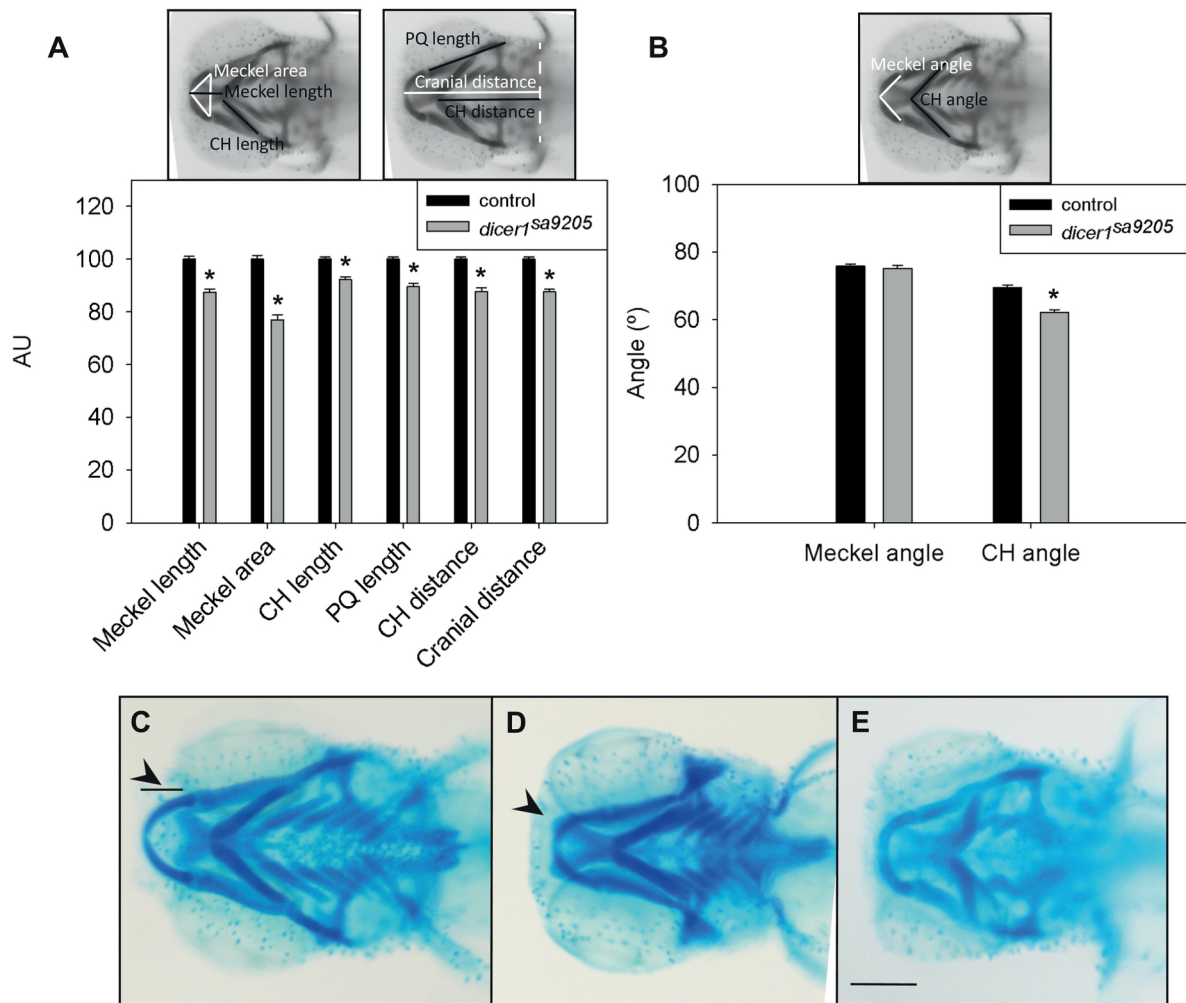 A
Meckel area
Meckel length
CH length
PQ length
Cranial distance
CH distance
control
dicer1sa9205
120
100
80
60
40
20
0
AU
* * * * * *
Meckel length
Meckel area
CH length
PQ length
CH distance
Cranial distance
B
Meckel angle
CH angle
control
dicer1sa9205
100
80
60
40
20
0
Angle (º)
*
Meckel angle
CH angle
C
D
E